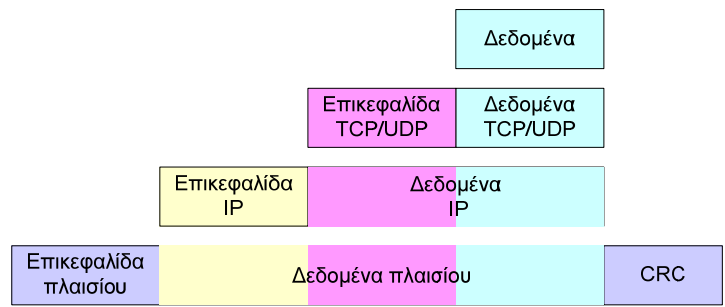 Δεδομένα
Επικεφαλίδα
TCP/UDP
Δεδομένα
TCP/UDP
Επικεφαλίδα
IP
Δεδομένα
IP
Επικεφαλίδα
πλαισίου
Δεδομένα πλαισίου
CRC